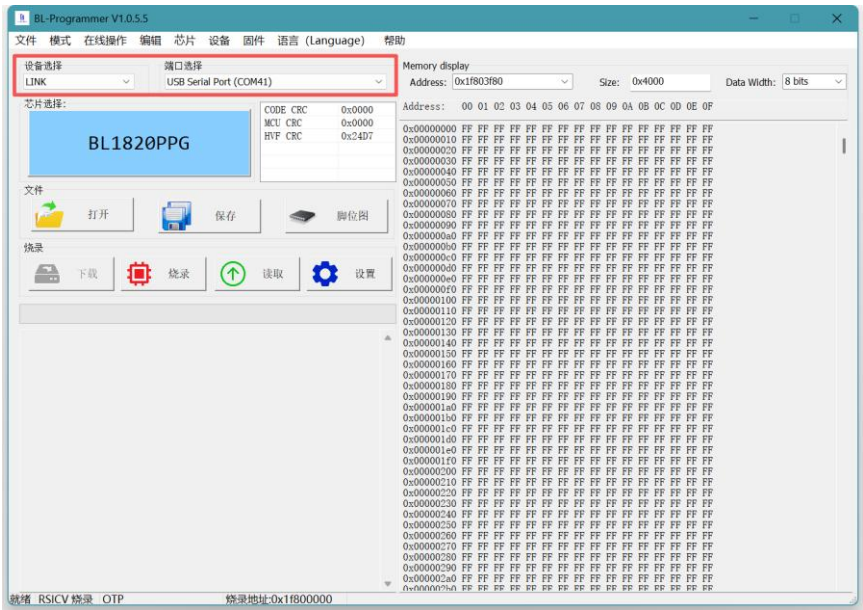 BL-Programmer V1.0.5.5
文件 模式 在线操作 编辑 芯片 设备 固件 语言 (Language) 帮助
设备选择 端口选择
LINK USB Serial Port (COM41)
芯片选择:
BL1820PPG
CODE CRC 0x0000
MCU CRC 0x0000
HVF CRC 0x24D7
文件
打开 保存 脚位图
烧录
下载 烧录 读取 设置
Memory display
Address: 0x1f803f80 Size: 0x4000 Data Width: 8 bits
Address: 00 01 02 03 04 05 06 07 08 09 0A 0B 0C 0D 0E 0F
0x00000000 FF FF FF FF FF FF FF FF FF FF FF FF FF FF FF FF
0x00000010 FF FF FF FF FF FF FF FF FF FF FF FF FF FF FF FF
0x00000020 FF FF FF FF FF FF FF FF FF FF FF FF FF FF FF FF
0x00000030 FF FF FF FF FF FF FF FF FF FF FF FF FF FF FF FF
0x00000040 FF FF FF FF FF FF FF FF FF FF FF FF FF FF FF FF
0x00000050 FF FF FF FF FF FF FF FF FF FF FF FF FF FF FF FF
0x00000060 FF FF FF FF FF FF FF FF FF FF FF FF FF FF FF FF
0x00000070 FF FF FF FF FF FF FF FF FF FF FF FF FF FF FF FF
0x00000080 FF FF FF FF FF FF FF FF FF FF FF FF FF FF FF FF
0x00000090 FF FF FF FF FF FF FF FF FF FF FF FF FF FF FF FF
0x000000a0 FF FF FF FF FF FF FF FF FF FF FF FF FF FF FF FF
0x000000b0 FF FF FF FF FF FF FF FF FF FF FF FF FF FF FF FF
0x000000c0 FF FF FF FF FF FF FF FF FF FF FF FF FF FF FF FF
0x000000d0 FF FF FF FF FF FF FF FF FF FF FF FF FF FF FF FF
0x000000e0 FF FF FF FF FF FF FF FF FF FF FF FF FF FF FF FF
0x000000f0 FF FF FF FF FF FF FF FF FF FF FF FF FF FF FF FF
0x00000100 FF FF FF FF FF FF FF FF FF FF FF FF FF FF FF FF
0x00000110 FF FF FF FF FF FF FF FF FF FF FF FF FF FF FF FF
0x00000120 FF FF FF FF FF FF FF FF FF FF FF FF FF FF FF FF
0x00000130 FF FF FF FF FF FF FF FF FF FF FF FF FF FF FF FF
0x00000140 FF FF FF FF FF FF FF FF FF FF FF FF FF FF FF FF
0x00000150 FF FF FF FF FF FF FF FF FF FF FF FF FF FF FF FF
0x00000160 FF FF FF FF FF FF FF FF FF FF FF FF FF FF FF FF
0x00000170 FF FF FF FF FF FF FF FF FF FF FF FF FF FF FF FF
0x00000180 FF FF FF FF FF FF FF FF FF FF FF FF FF FF FF FF
0x00000190 FF FF FF FF FF FF FF FF FF FF FF FF FF FF FF FF
0x000001a0 FF FF FF FF FF FF FF FF FF FF FF FF FF FF FF FF
0x000001b0 FF FF FF FF FF FF FF FF FF FF FF FF FF FF FF FF
0x000001c0 FF FF FF FF FF FF FF FF FF FF FF FF FF FF FF FF
0x000001d0 FF FF FF FF FF FF FF FF FF FF FF FF FF FF FF FF
0x000001e0 FF FF FF FF FF FF FF FF FF FF FF FF FF FF FF FF
0x000001f0 FF FF FF FF FF FF FF FF FF FF FF FF FF FF FF FF
0x00000200 FF FF FF FF FF FF FF FF FF FF FF FF FF FF FF FF
0x00000210 FF FF FF FF FF FF FF FF FF FF FF FF FF FF FF FF
0x00000220 FF FF FF FF FF FF FF FF FF FF FF FF FF FF FF FF
0x00000230 FF FF FF FF FF FF FF FF FF FF FF FF FF FF FF FF
0x00000240 FF FF FF FF FF FF FF FF FF FF FF FF FF FF FF FF
0x00000250 FF FF FF FF FF FF FF FF FF FF FF FF FF FF FF FF
0x00000260 FF FF FF FF FF FF FF FF FF FF FF FF FF FF FF FF
0x00000270 FF FF FF FF FF FF FF FF FF FF FF FF FF FF FF FF
0x00000280 FF FF FF FF FF FF FF FF FF FF FF FF FF FF FF FF
0x00000290 FF FF FF FF FF FF FF FF FF FF FF FF FF FF FF FF
0x000002a0 FF FF FF FF FF FF FF FF FF FF FF FF FF FF FF FF
0x000002b0 FF FF FF FF FF FF FF FF FF FF FF FF FF FF FF FF
就绪 RSICV 烧录 OTP 烧录地址:0x1f800000